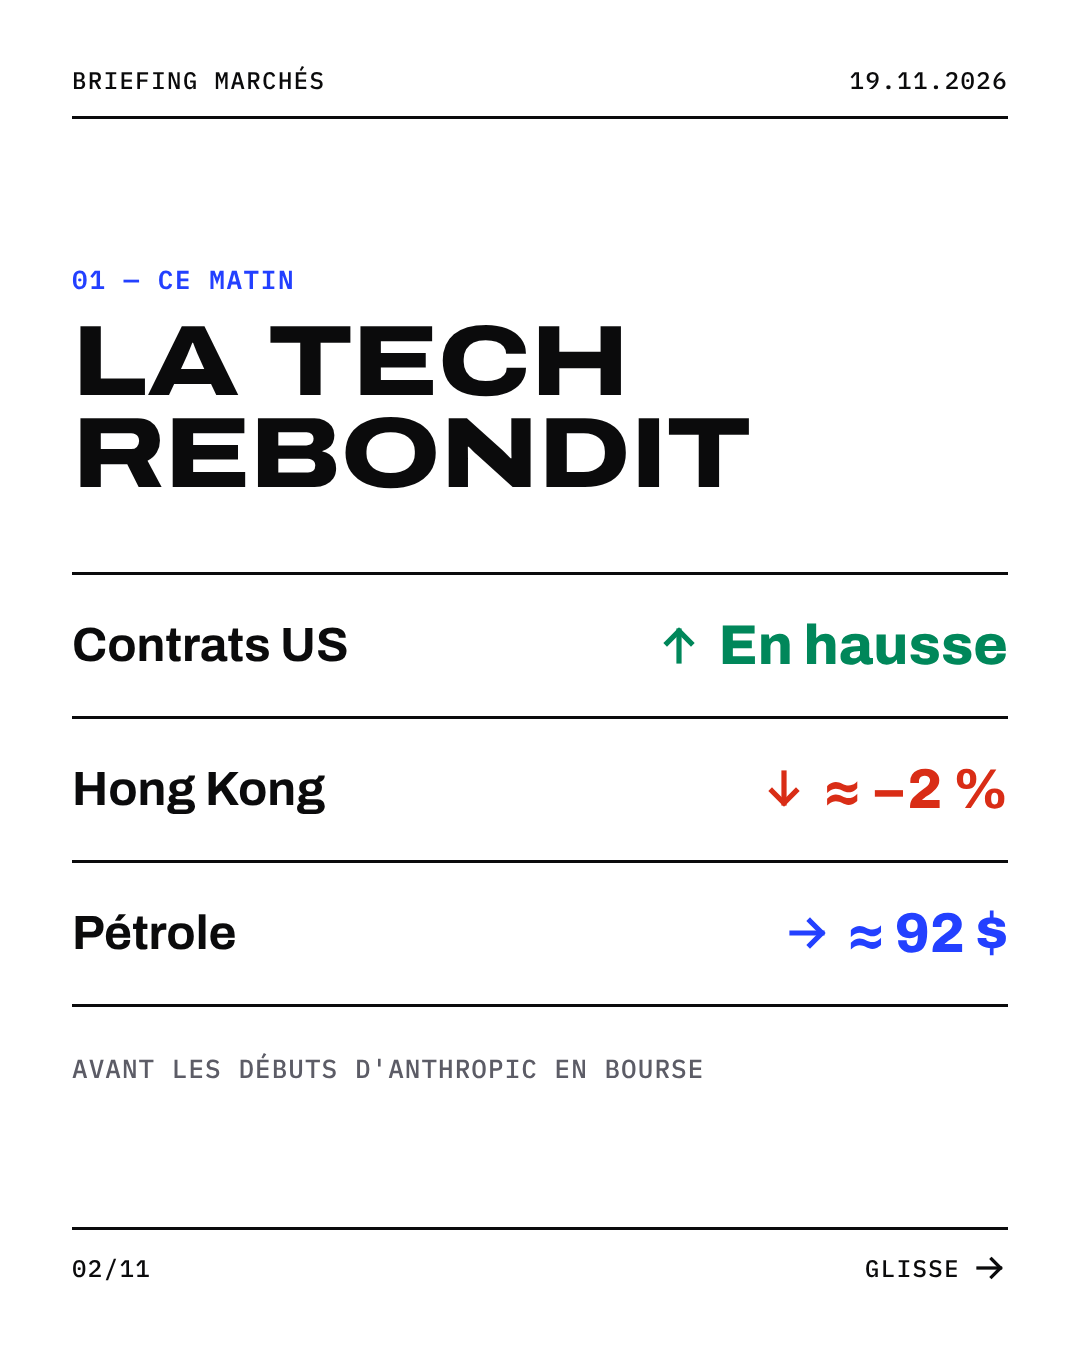 BRIEFING MARCHÉS 19.11.2026
01 — CE MATIN
LA TECH
REBONDIT
Contrats US ↑ En hausse
Hong Kong ↓ ≈ −2 %
Pétrole → ≈ 92 $
AVANT LES DÉBUTS D'ANTHROPIC EN BOURSE
02/11 GLISSE →